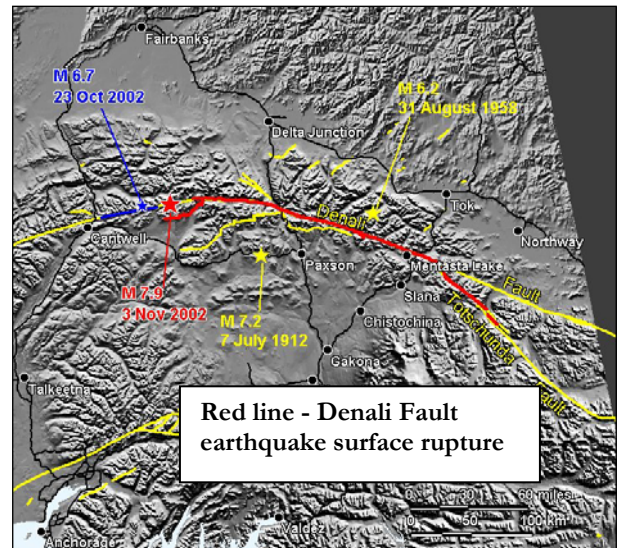 Fairbanks
M 6.7
23 Oct 2002
M 6.2
31 August 1958
Delta Junction
Denali
Tok
Cantwell
Northway
Paxson
Mentasta Lake
M 7.9
3 Nov 2002
M 7.2
7 July 1912
Slana
Fault
Chistochina
Totschunda
Gakona
Fault
Talkeetna
Red line - Denali Fault
earthquake surface rupture
0 30 60 miles
0 50 100 km
Anchorage
Valdez